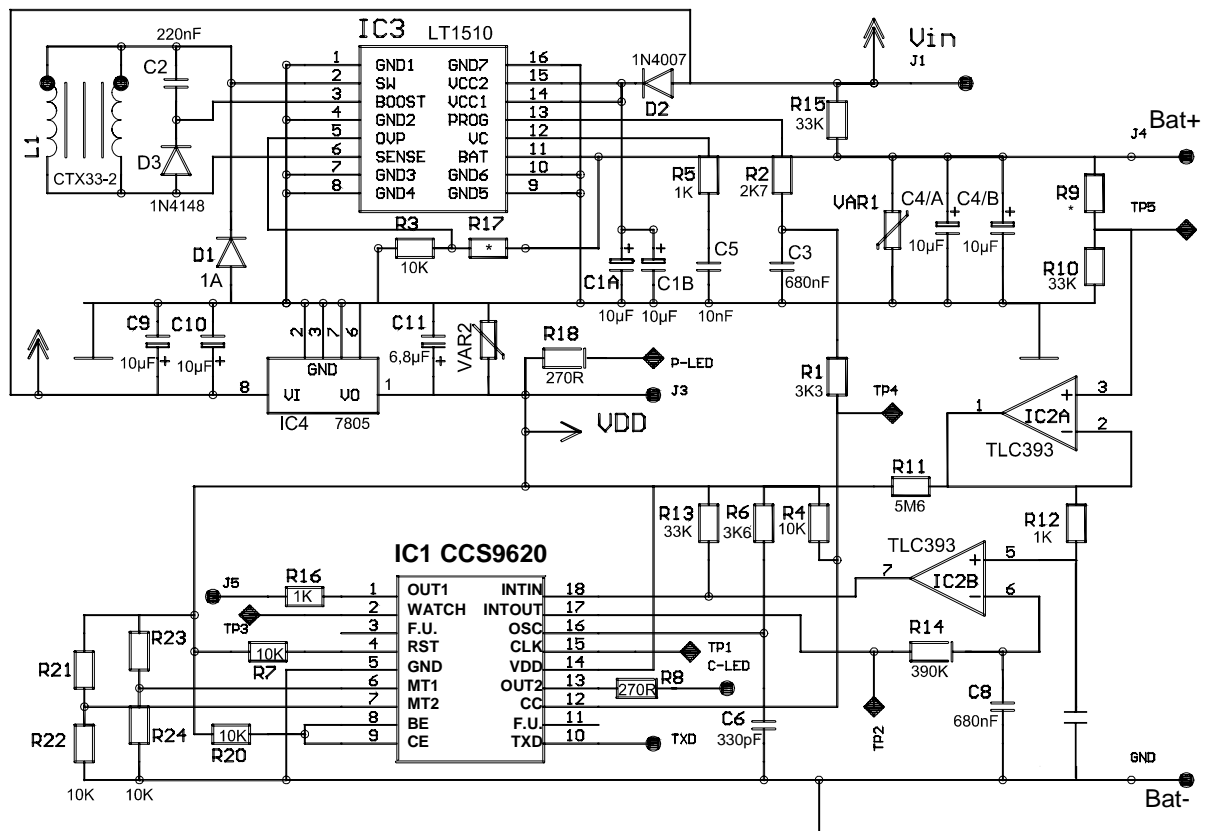 IC3 LT1510
220nF
C2
L1
CTX33-2
D3
1N4148
1 GND1 GND7 16
2 SW VCC2 15
3 BOOST VCC1 14
4 GND2 PROG 13
5 OVP VC 12
6 SENSE BAT 11
7 GND3 GND6 10
8 GND4 GND5 9
1N4007
D2
Vin
J1
R15
33K
J4 Bat+
R5
1K
R2
2K7
VAR1
C4/A
10µF
C4/B
10µF
R9
*
TP5
R10
33K
R3
10K
R17
*
D1
1A
C1A
10µF
C1B
10µF
C5
10nF
C3
680nF
C9
10µF
C10
10µF
2 3 7 6
GND
8 VI VO 1
IC4 7805
C11
6,8µF
VAR2
R18
270R
P-LED
J3
VDD
R1
3K3
TP4
3
+
1 IC2A
− 2
TLC393
R11
5M6
R13
33K
R6
3K6
R4
10K
R12
1K
TLC393
5
+
7 IC2B
− 6
IC1 CCS9620
J5
R16
1K
TP3
1 OUT1 INTIN 18
2 WATCH INTOUT 17
3 F.U. OSC 16
4 RST CLK 15
5 GND VDD 14
6 MT1 OUT2 13
7 MT2 CC 12
8 BE F.U. 11
9 CE TXD 10
R23
R21
10K
R7
R22
R24
10K
R20
10K
10K
TP1
C-LED
R8
270R
TXD
R14
390K
C8
680nF
C6
330pF
TP2
GND
Bat-